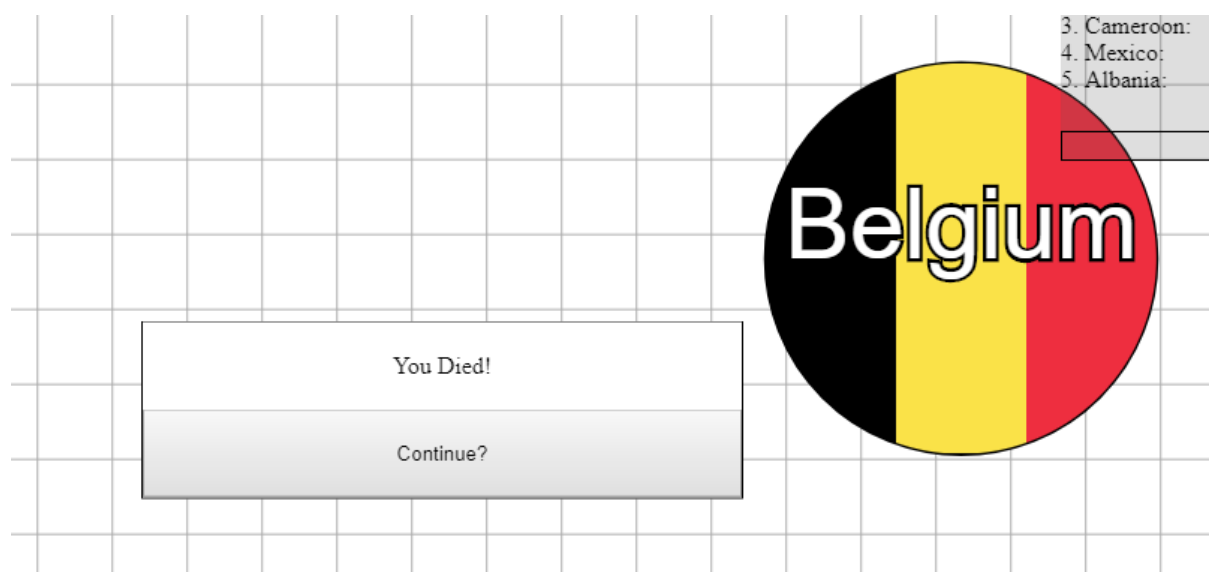 3. Cameroon:
4. Mexico:
5. Albania:
Belgium
You Died!
Continue?